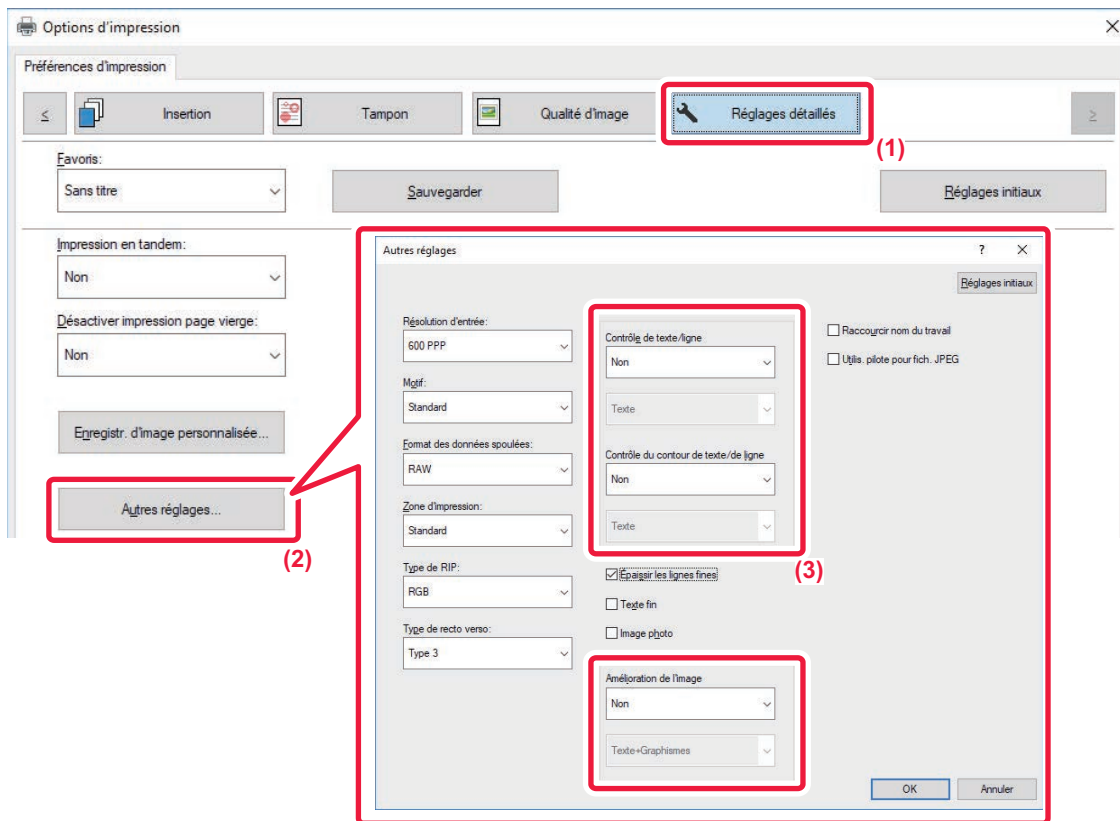 Options d'impression
Préférences d'impression
<
Insertion
Tampon
Qualité d'image
Réglages détaillés
>
(1)
Favoris:
Sans titre
Sauvegarder
Réglages initiaux
Impression en tandem:
Non
Désactiver impression page vierge:
Non
Enregistr. d'image personnalisée...
Autres réglages...
(2)
Autres réglages
?
Réglages initiaux
Résolution d'entrée:
600 PPP
Motif:
Standard
Format des données spoulées:
RAW
Zone d'impression:
Standard
Type de RIP:
RGB
Type de recto verso:
Type 3
Contrôle de texte/ligne
Non
Texte
Contrôle du contour de texte/de ligne
Non
Texte
(3)
Épaissir les lignes fines
Texte fin
Image photo
Amélioration de l'image
Non
Texte+Graphismes
Raccourcir nom du travail
Utilis. pilote pour fich. JPEG
OK
Annuler